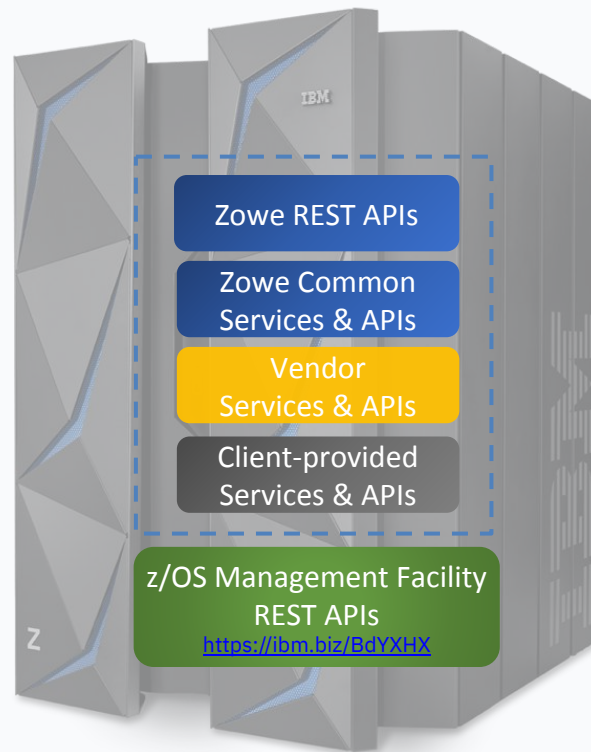 IBM
Zowe REST APIs
Zowe Common
Services & APIs
Vendor
Services & APIs
Client-provided
Services & APIs
z/OS Management Facility
REST APIs
https://ibm.biz/BdYXHX
Z
IBM